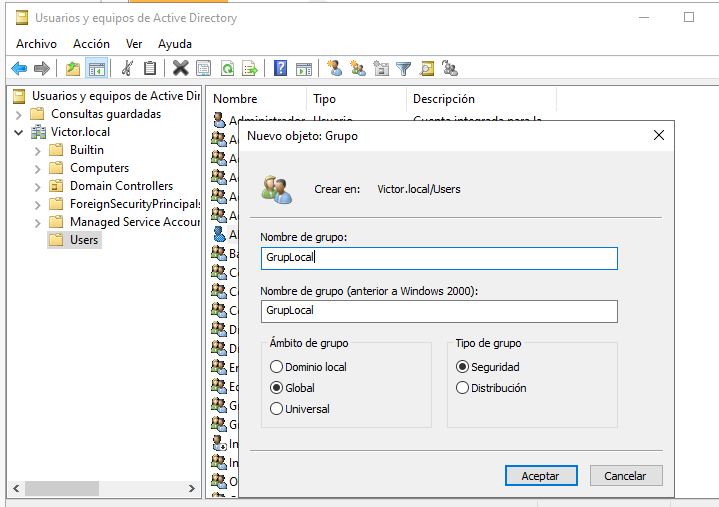 Usuarios y equipos de Active Directory
Archivo Acción Ver Ayuda
Usuarios y equipos de Active Dir
Consultas guardadas
Victor.local
Builtin
Computers
Domain Controllers
ForeignSecurityPrincipals
Managed Service Accour
Users
Nombre Tipo Descripción
Administrador Usuario Cuenta integrada para la
Nuevo objeto: Grupo
Crear en: Victor.local/Users
Nombre de grupo:
GrupLocal
Nombre de grupo (anterior a Windows 2000):
GrupLocal
Ámbito de grupo
Dominio local
Global
Universal
Tipo de grupo
Seguridad
Distribución
Aceptar Cancelar